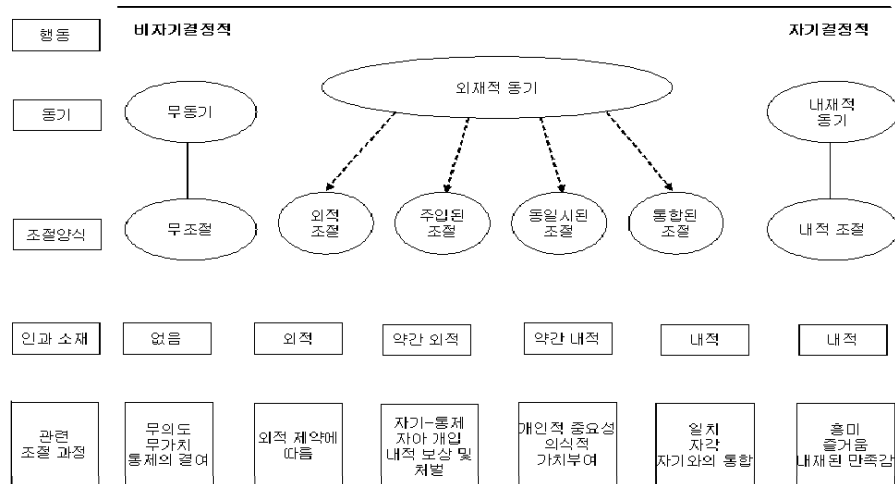 행동
비자기결정적
자기결정적
동기
무동기
외재적 동기
내재적
동기
조절양식
무조절
외적
조절
주입된
조절
동일시된
조절
통합된
조절
내적 조절
인과 소재
없음
외적
약간 외적
약간 내적
내적
내적
관련
조절 과정
무의도
무가치
통제의 결여
외적 제약에
따름
자기-통제
자아 개입
내적 보상 및
처벌
개인적 중요성
의식적
가치부여
일치
자각
자기와의 통합
흥미
즐거움
내재된 만족감